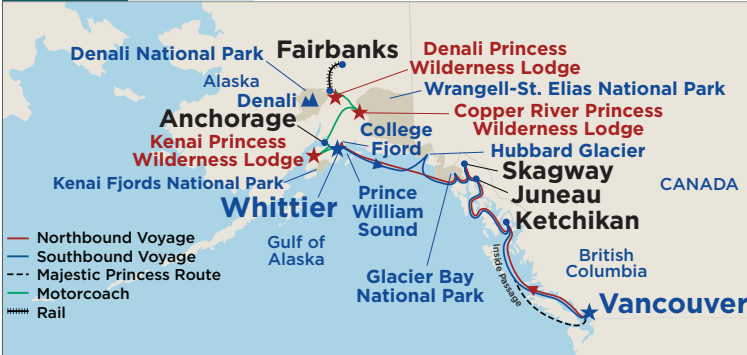 Fairbanks
Denali National Park
Denali Princess
Wilderness Lodge
Alaska
Denali
Wrangell-St. Elias National Park
Anchorage
Copper River Princess
Wilderness Lodge
Kenai Princess
Wilderness Lodge
College
Fjord
Hubbard Glacier
Kenai Fjords National Park
Skagway
Juneau
Ketchikan
CANADA
Whittier
Prince
William
Sound
Gulf of
Alaska
Glacier Bay
National Park
British
Columbia
Inside Passage
Vancouver
Northbound Voyage
Southbound Voyage
Majestic Princess Route
Motorcoach
Rail